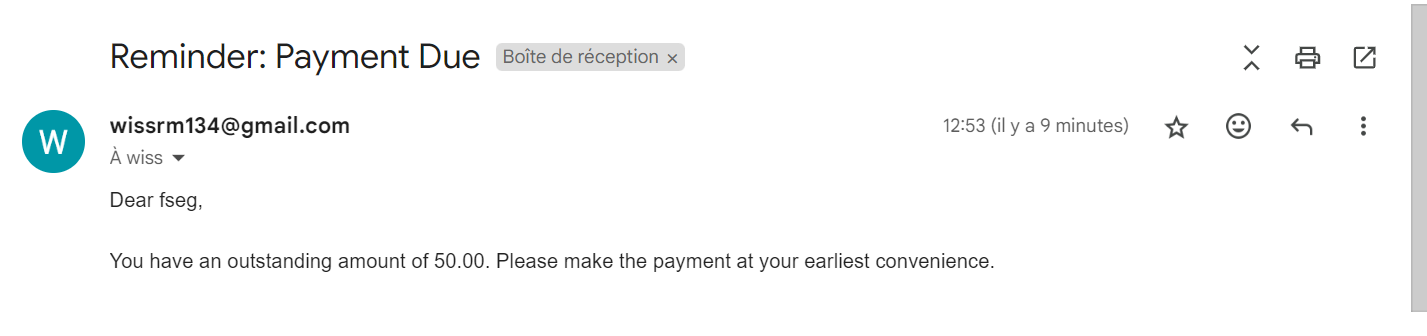 Reminder: Payment Due Boîte de réception ×
W
wissrm134@gmail.com 12:53 (il y a 9 minutes)
À wiss
Dear fseg,
You have an outstanding amount of 50.00. Please make the payment at your earliest convenience.